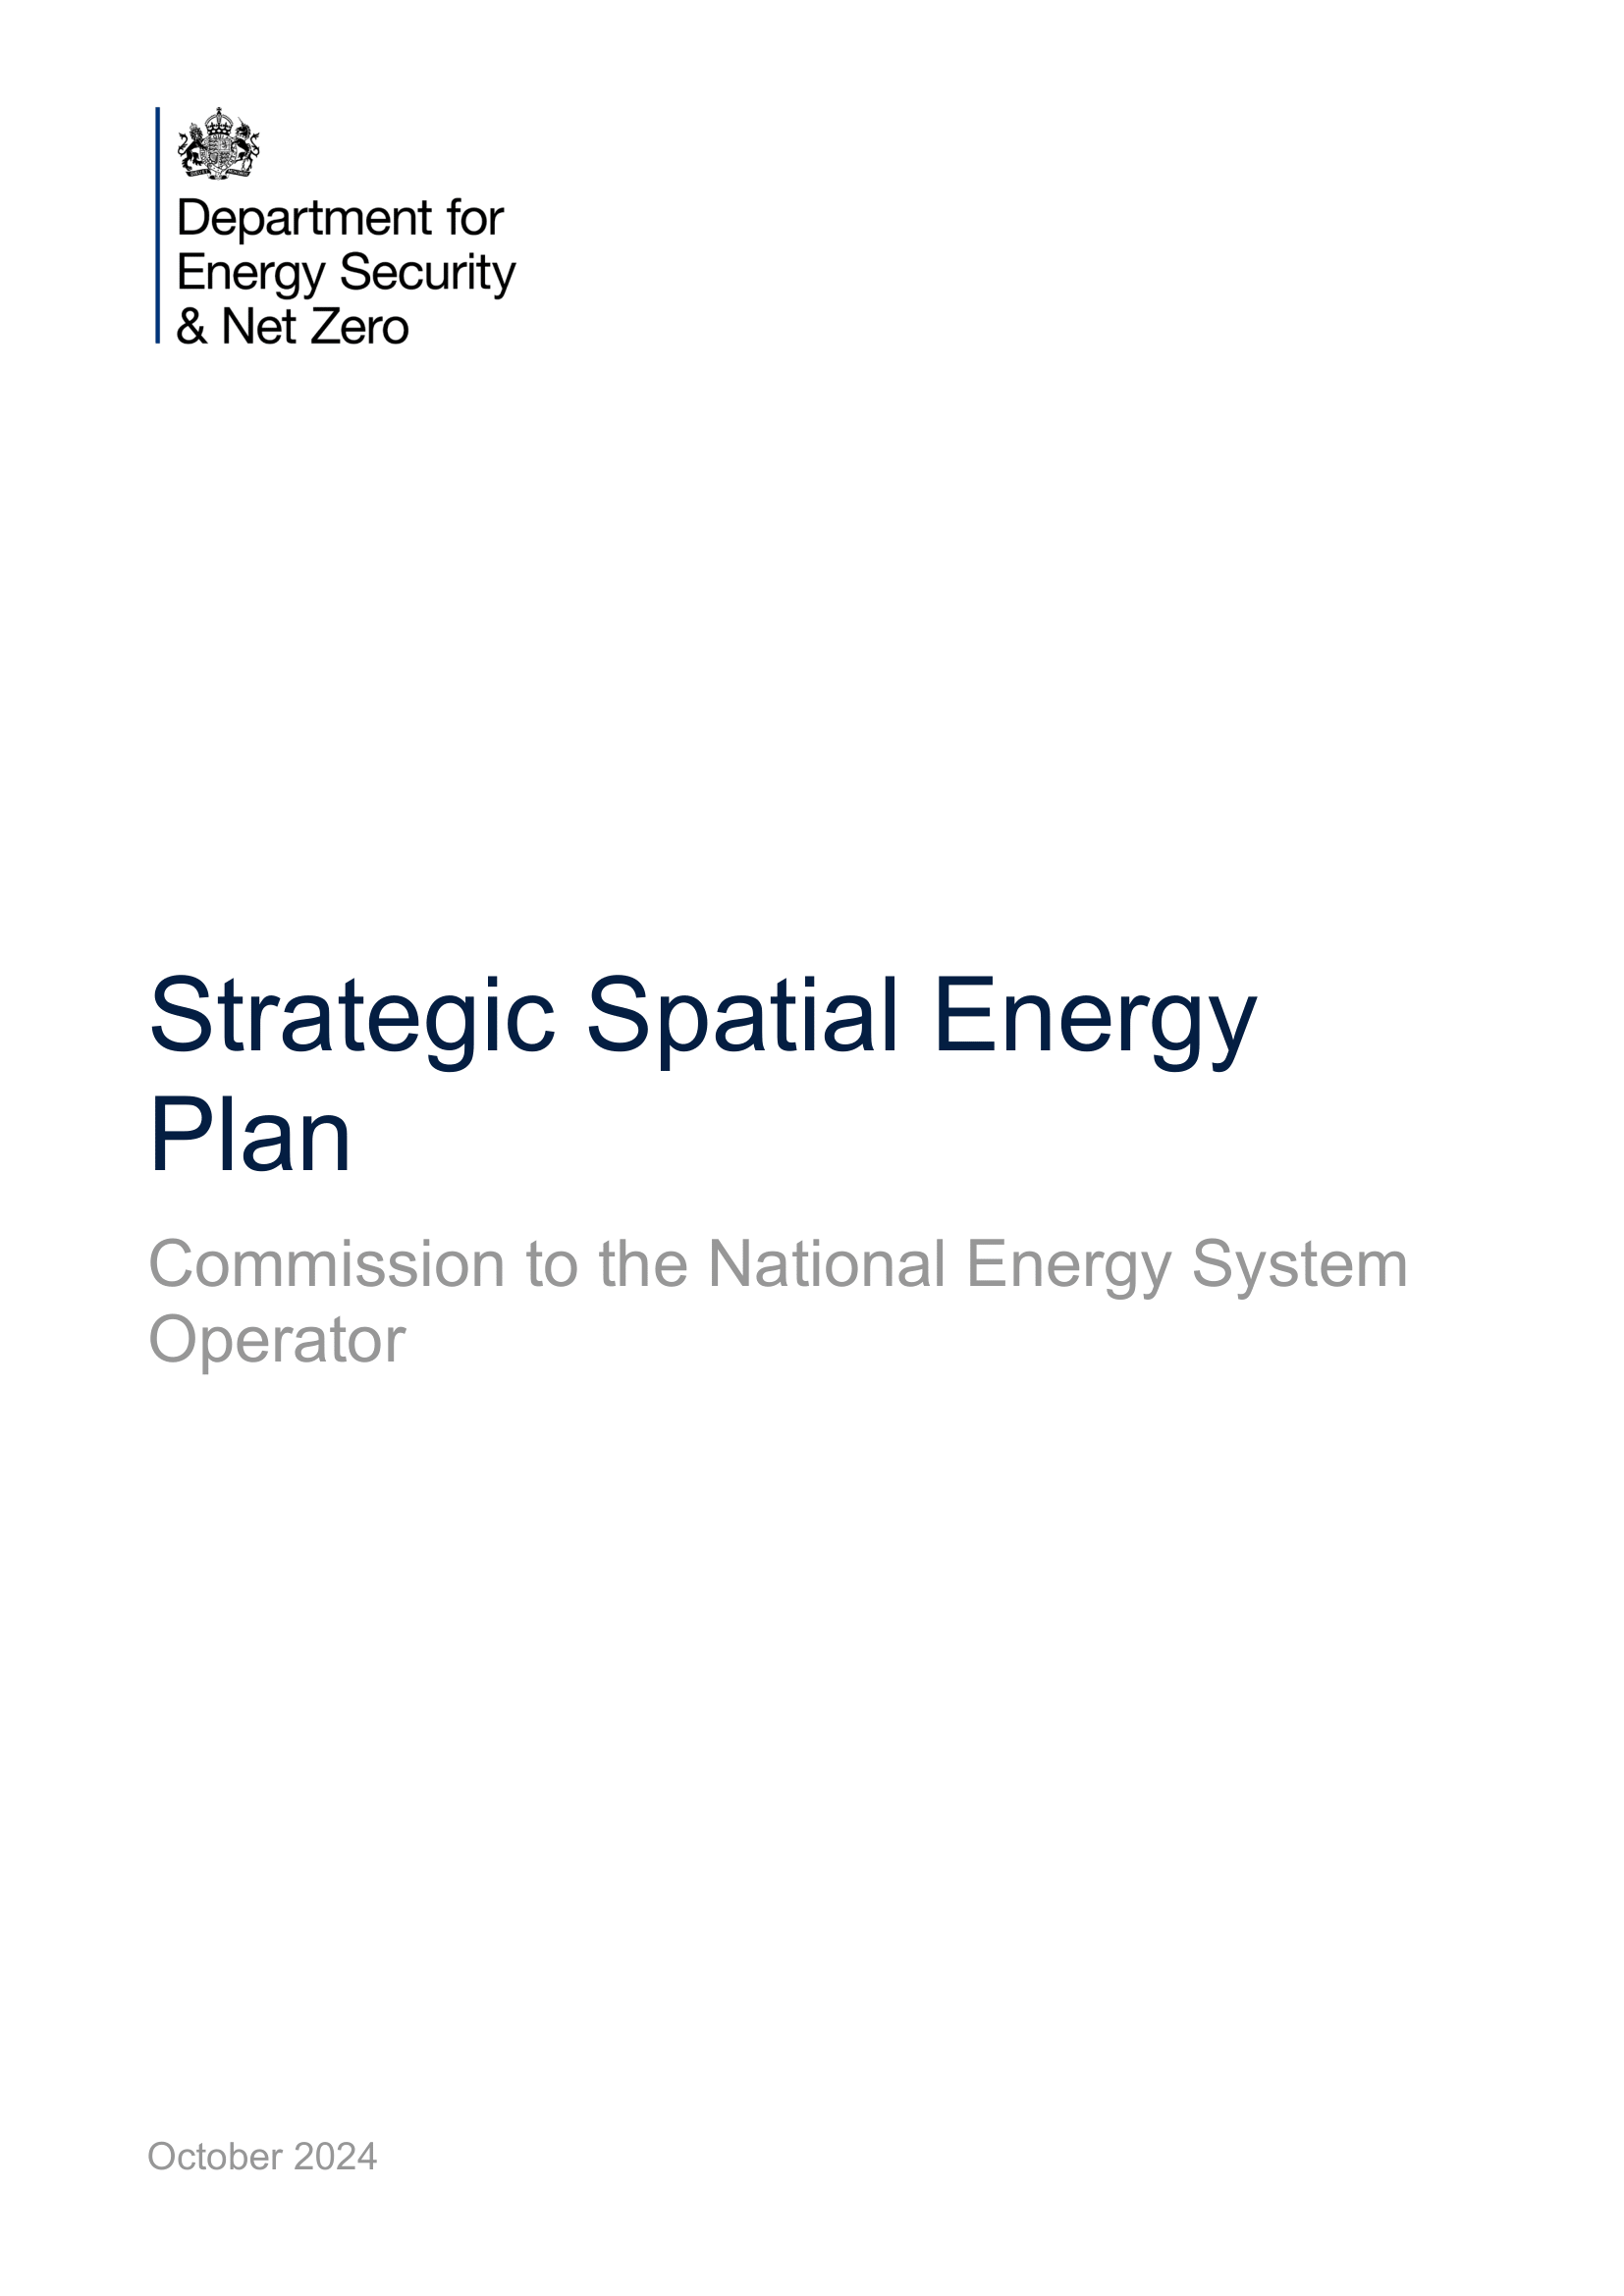 Department for
Energy Security
& Net Zero
Strategic Spatial Energy
Plan
Commission to the National Energy System
Operator
October 2024